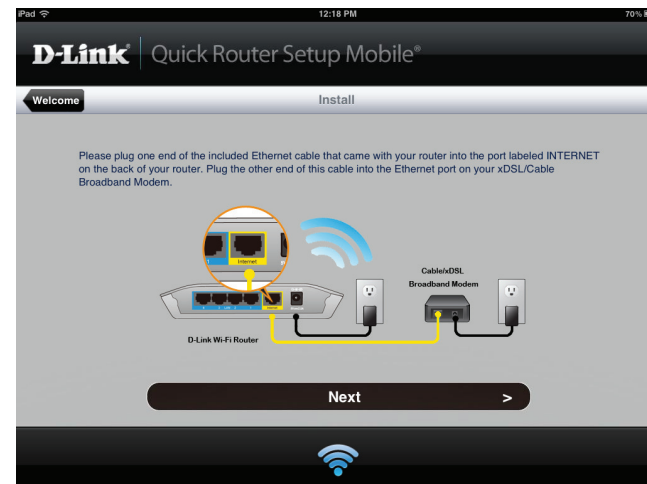 iPad 12:18 PM 70%
D-Link® Quick Router Setup Mobile®
Welcome Install
Please plug one end of the included Ethernet cable that came with your router into the port labeled INTERNET
on the back of your router. Plug the other end of this cable into the Ethernet port on your xDSL/Cable
Broadband Modem.
Internet
Cable/xDSL
Broadband Modem
D-Link Wi-Fi Router
Next >